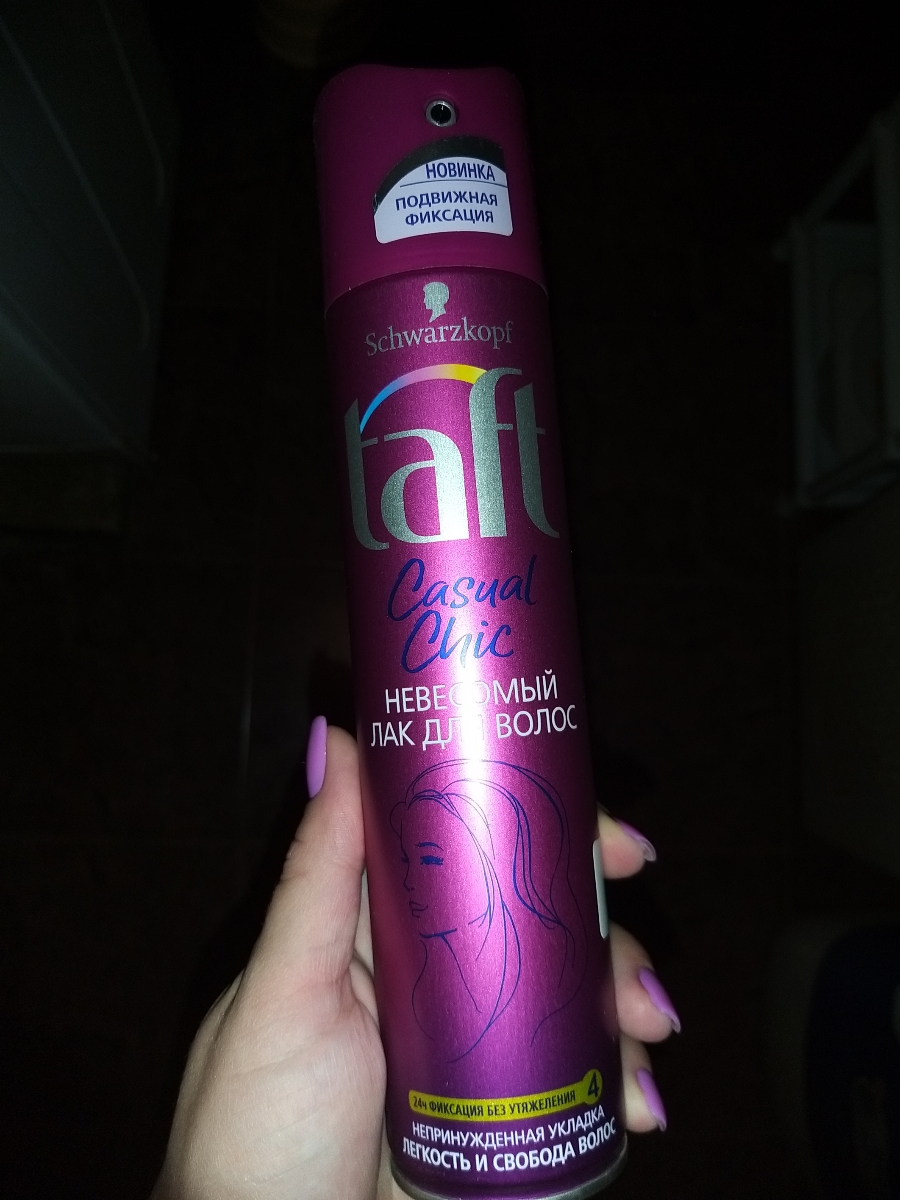 НОВИНКА
ПОДВИЖНАЯ
ФИКСАЦИЯ
Schwarzkopf
taft
Casual
Chic
НЕВЕСОМЫЙ
ЛАК ДЛЯ ВОЛОС
24ч ФИКСАЦИЯ БЕЗ УТЯЖЕЛЕНИЯ 4
НЕПРИНУЖДЕННАЯ УКЛАДКА
ЛЕГКОСТЬ И СВОБОДА ВОЛОС